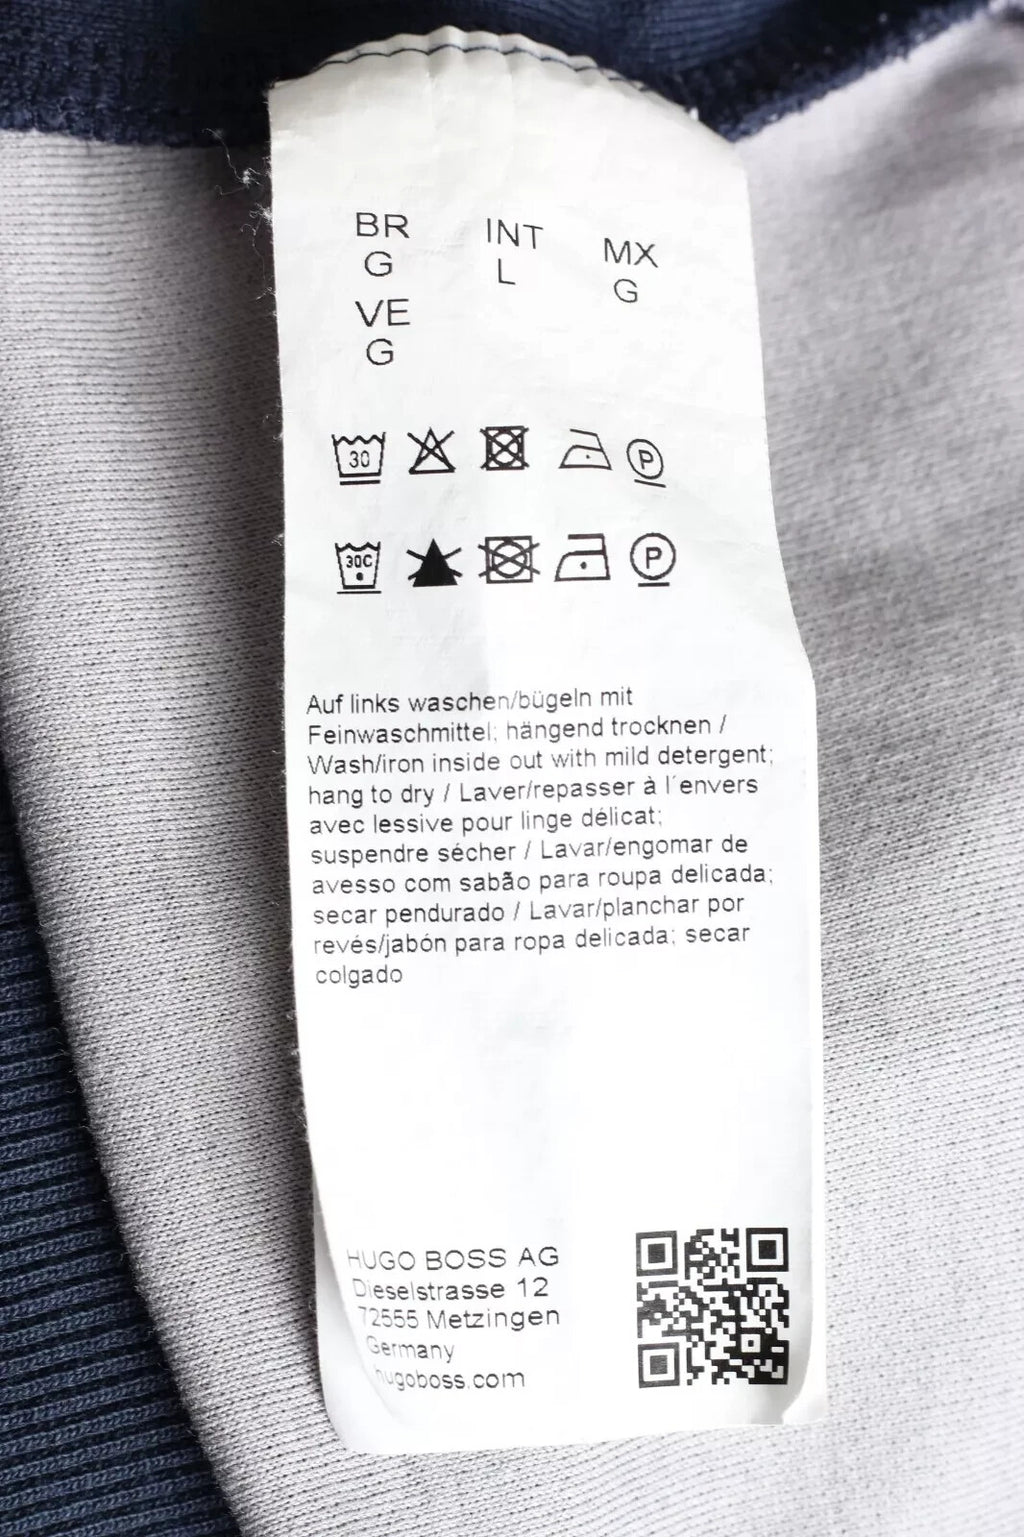 BR INT MX
G L G
VE
G
30 P
30C P
Auf links waschen/bügeln mit
Feinwaschmittel; hängend trocknen /
Wash/iron inside out with mild detergent;
hang to dry / Laver/repasser à l´envers
avec lessive pour linge délicat;
suspendre sécher / Lavar/engomar de
avesso com sabão para roupa delicada;
secar pendurado / Lavar/planchar por
revés/jabón para ropa delicada; secar
colgado
HUGO BOSS AG
Dieselstrasse 12
72555 Metzingen
Germany
hugoboss.com